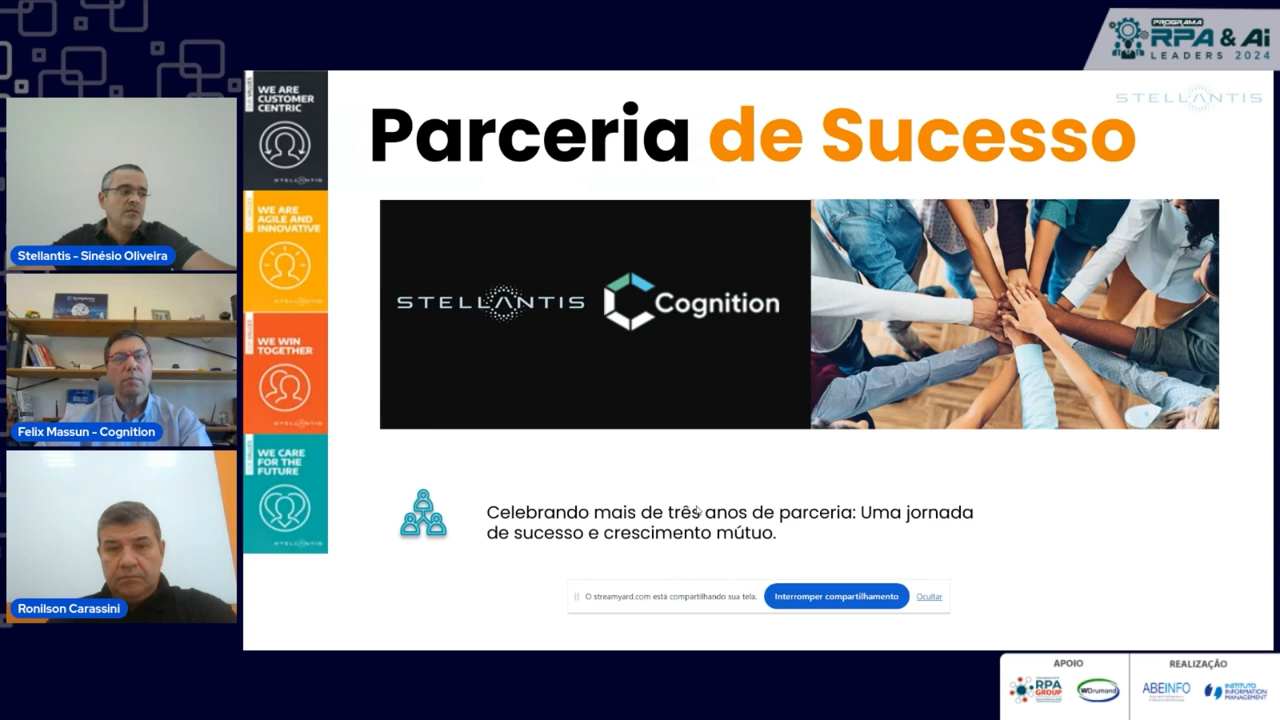 PROGRAMA
RPA & Ai
LEADERS 2024
STELLANTIS
Parceria de Sucesso
WE ARE
CUSTOMER
CENTRIC
STELLANTIS
WE ARE
AGILE AND
INNOVATIVE
STELLANTIS
WE WIN
TOGETHER
STELLANTIS
WE CARE
FOR THE
FUTURE
STELLANTIS
Stellantis - Sinésio Oliveira
Felix Massun - Cognition
Ronilson Carassini
STELLANTIS
Cognition
Celebrando mais de três anos de parceria: Uma jornada
de sucesso e crescimento mútuo.
O streamyard.com está compartilhando sua tela.
Interromper compartilhamento
Ocultar
APOIO
RPA
GROUP
WDrumond
REALIZAÇÃO
ABEINFO
INSTITUTO
INFORMATION
MANAGEMENT